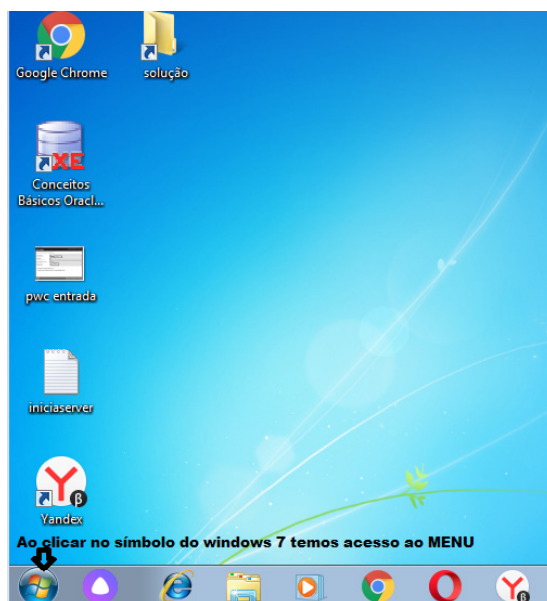 Google Chrome
solução
XE
Conceitos
Básicos Oracl...
pwc entrada
iniciaserver
Y β
Yandex
Ao clicar no símbolo do windows 7 temos acesso ao MENU